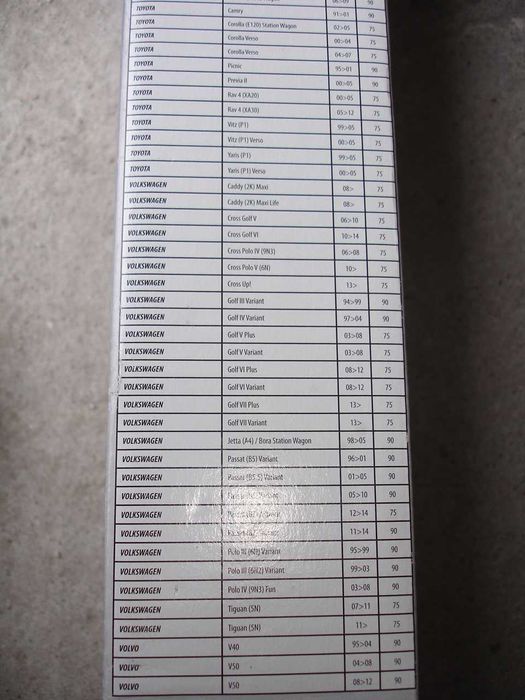 06>09 90
TOYOTA Camry 91>01 90
TOYOTA Corolla (E120) Station Wagon 02>05 75
TOYOTA Corolla Verso 00>04 75
TOYOTA Corolla Verso 04>07 75
TOYOTA Picnic 95>01 90
TOYOTA Previa II 00>05 90
TOYOTA Rav 4 (XA20) 00>05 75
TOYOTA Rav 4 (XA30) 05>12 75
TOYOTA Vitz (P1) 99>05 75
TOYOTA Vitz (P1) Verso 00>05 75
TOYOTA Yaris (P1) 99>05 75
TOYOTA Yaris (P1) Verso 00>05 75
VOLKSWAGEN Caddy (2K) Maxi 08> 75
VOLKSWAGEN Caddy (2K) Maxi Life 08> 75
VOLKSWAGEN Cross Golf V 06>10 75
VOLKSWAGEN Cross Golf VI 10>14 75
VOLKSWAGEN Cross Polo IV (9N3) 06>08 75
VOLKSWAGEN Cross Polo V (6N) 10> 75
VOLKSWAGEN Cross Up! 13> 75
VOLKSWAGEN Golf III Variant 94>99 90
VOLKSWAGEN Golf IV Variant 97>04 90
VOLKSWAGEN Golf V Plus 03>08 75
VOLKSWAGEN Golf V Variant 03>08 75
VOLKSWAGEN Golf VI Plus 08>12 75
VOLKSWAGEN Golf VI Variant 08>12 75
VOLKSWAGEN Golf VII Plus 13> 75
VOLKSWAGEN Golf VII Variant 13> 75
VOLKSWAGEN Jetta (A4) / Bora Station Wagon 98>05 90
VOLKSWAGEN Passat (B5) Variant 96>01 90
VOLKSWAGEN Passat (B5.5) Variant 01>05 90
VOLKSWAGEN 05>10 90
VOLKSWAGEN 12>14 75
VOLKSWAGEN 11>14 90
VOLKSWAGEN Polo III (6N) Variant 95>99 90
VOLKSWAGEN Polo III (6N2) Variant 99>03 90
VOLKSWAGEN Polo IV (9N3) Fun 03>08 90
VOLKSWAGEN Tiguan (5N) 07>11 75
VOLKSWAGEN Tiguan (5N) 11> 75
VOLVO V40 95>04 90
VOLVO V50 04>08 90
VOLVO V50 08>12 90